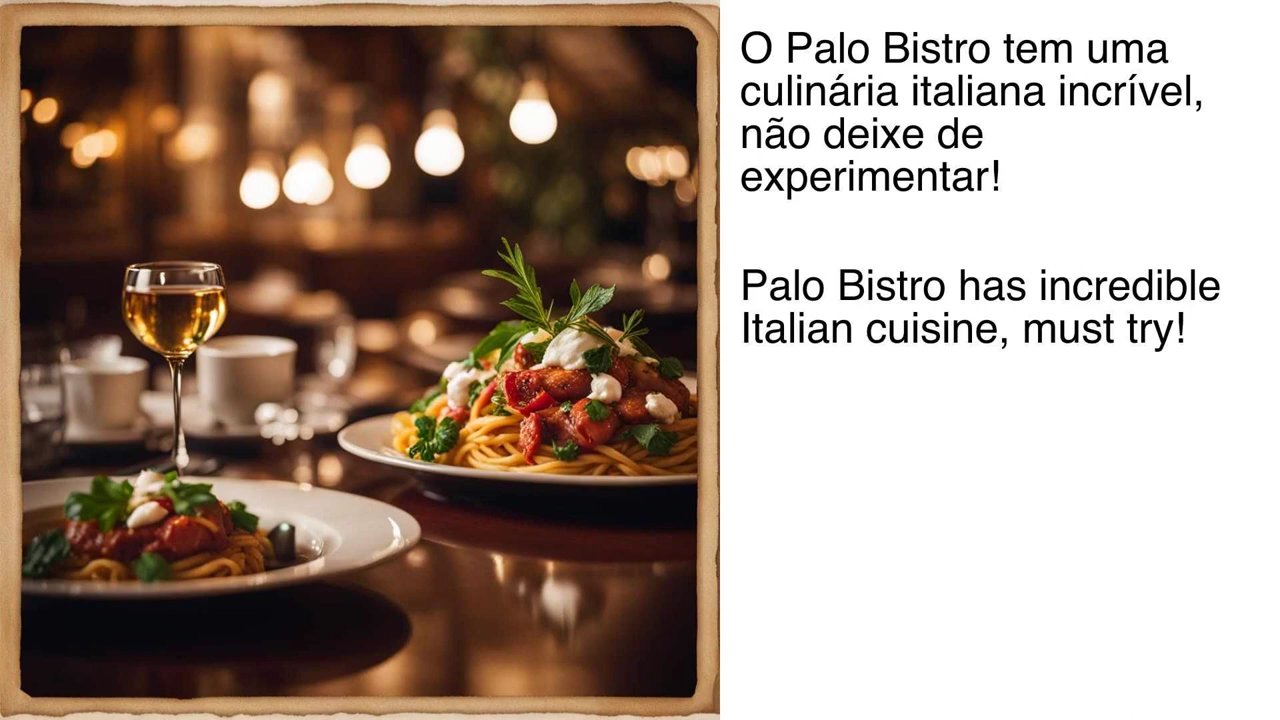 O Palo Bistro tem uma
culinária italiana incrível,
não deixe de
experimentar!
Palo Bistro has incredible
Italian cuisine, must try!